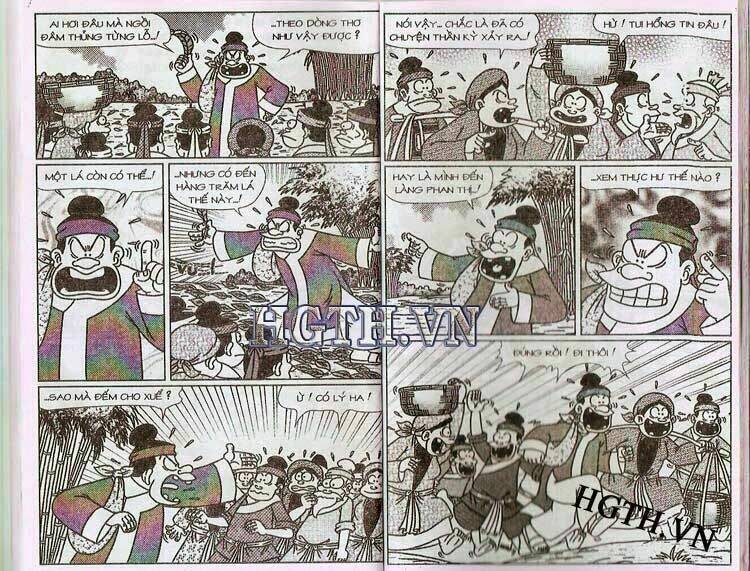 AI HƠI ĐÂU MÀ NGỒI
ĐÂM THỦNG TỪNG LỖ...!
...THEO DÒNG THƠ
NHƯ VẬY ĐƯỢC ?
MỘT LÁ CÒN CÓ THỂ...!
...NHƯNG CÓ ĐẾN
HÀNG TRĂM LÁ
THẾ NÀY...!
...SAO MÀ ĐẾM CHO XUỂ ?
Ừ ! CÓ LÝ HA !
NÓI VẬY... CHẮC LÀ ĐÃ CÓ
CHUYỆN THẦN KỲ XẢY RA...!
HỪ ! TUI HỔNG TIN ĐÂU !
HAY LÀ MÌNH ĐẾN
LÀNG PHAN THỊ...
...XEM THỰC HƯ THẾ NÀO ?
ĐÚNG RỒI ! ĐI THÔI !
HGTH.VN
HGTH.VN
HGTH.VN